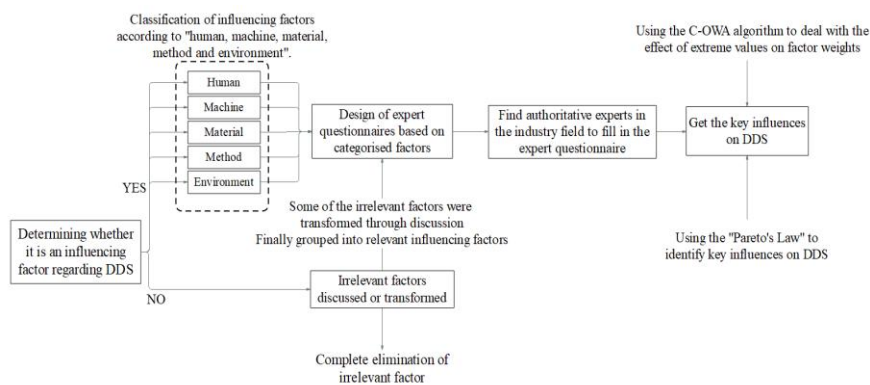 Classification of influencing factors
according to "human, machine, material,
method and environment".
Human
Machine
Material
Method
Environment
YES
Determining whether
it is an influencing
factor regarding DDS
NO
Design of expert
questionnaires based on
categorised factors
Some of the irrelevant factors were
transformed through discussion
Finally grouped into relevant influencing factors
Irrelevant factors
discussed or transformed
Complete elimination of
irrelevant factor
Find authoritative experts in
the industry field to fill in the
expert questionnaire
Using the C-OWA algorithm to deal with the
effect of extreme values on factor weights
Get the key influences
on DDS
Using the "Pareto's Law" to
identify key influences on DDS